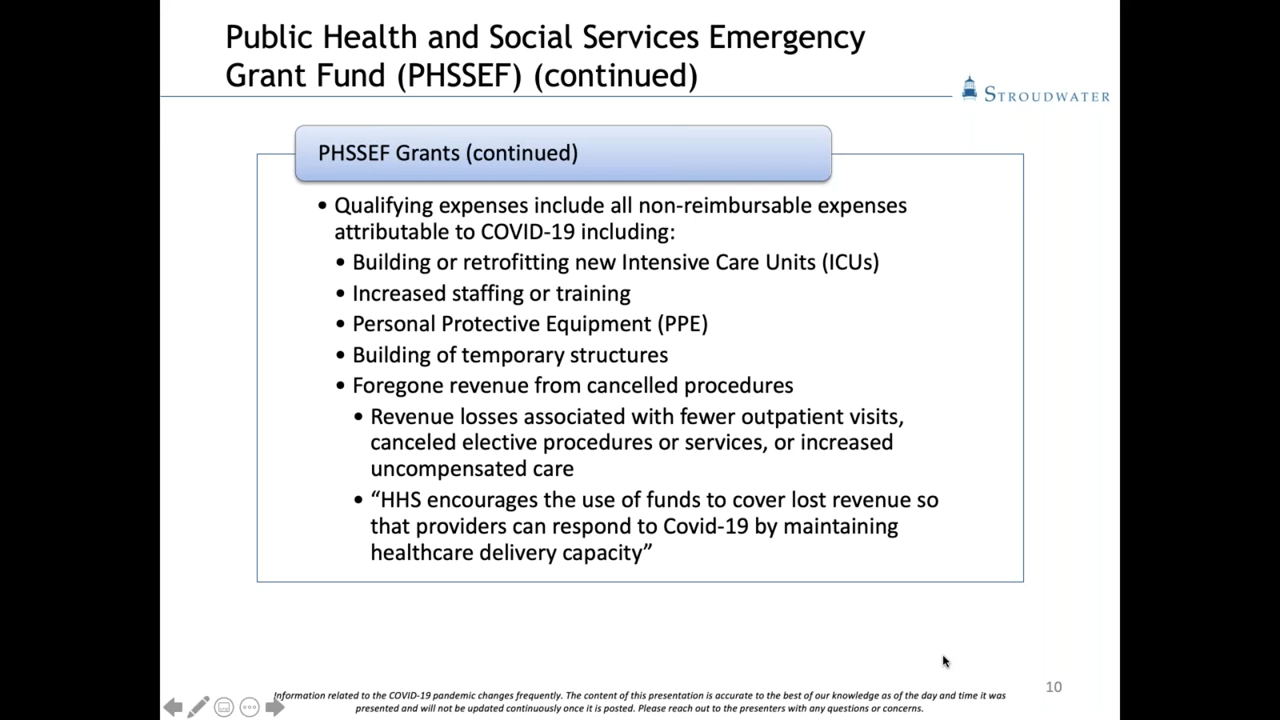 Public Health and Social Services Emergency
Grant Fund (PHSSEF) (continued)
STROUDWATER
PHSSEF Grants (continued)
• Qualifying expenses include all non-reimbursable expenses
attributable to COVID-19 including:
• Building or retrofitting new Intensive Care Units (ICUs)
• Increased staffing or training
• Personal Protective Equipment (PPE)
• Building of temporary structures
• Foregone revenue from cancelled procedures
• Revenue losses associated with fewer outpatient visits,
canceled elective procedures or services, or increased
uncompensated care
• “HHS encourages the use of funds to cover lost revenue so
that providers can respond to Covid-19 by maintaining
healthcare delivery capacity”
10
Information related to the COVID-19 pandemic changes frequently. The content of this presentation is accurate to the best of our knowledge as of the day and time it was
presented and will not be updated continuously once it is posted. Please reach out to the presenters with any questions or concerns.